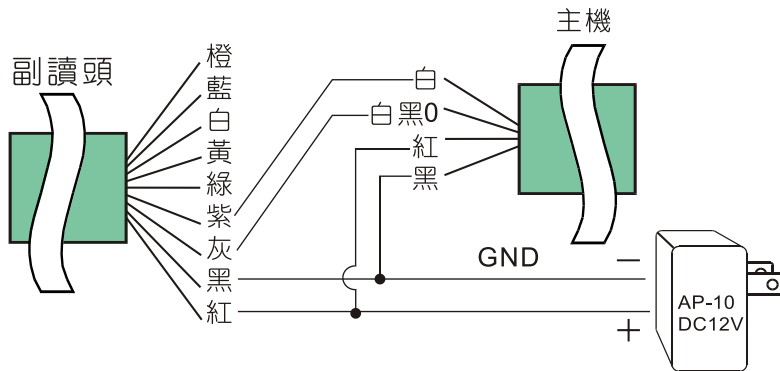 副讀頭
橙
藍
白
黃
綠
紫
灰
黑
紅
主機
白
白黑0
紅
黑
GND
−
+
AP-10
DC12V